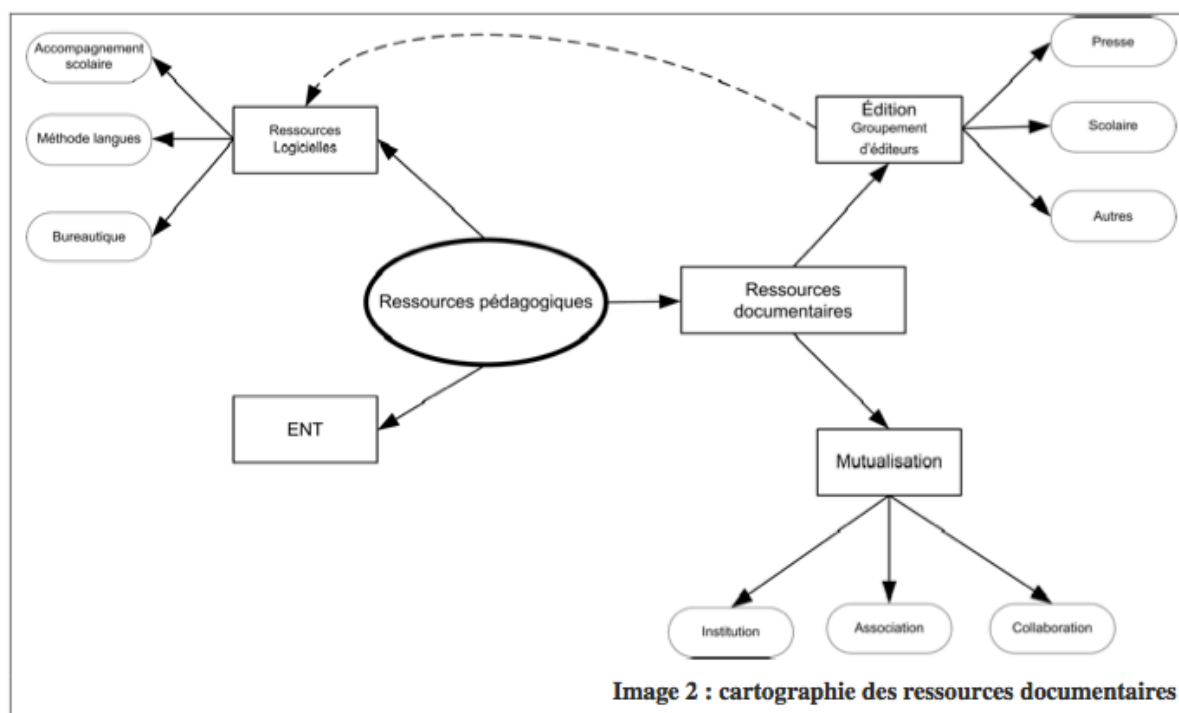 Accompagnement
scolaire
Méthode langues
Bureautique
Ressources
Logicielles
Édition
Groupement
d'éditeurs
Presse
Scolaire
Autres
Ressources pédagogiques
Ressources
documentaires
ENT
Mutualisation
Institution
Association
Collaboration
Image 2 : cartographie des ressources documentaires